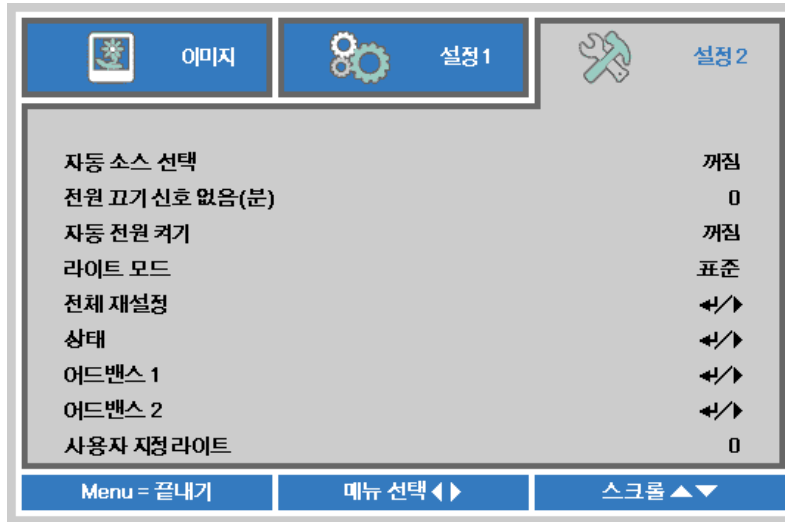 이미지
설정 1
설정 2
자동 소스 선택 꺼짐
전원 끄기 신호 없음(분) 0
자동 전원 켜기 꺼짐
라이트 모드 표준
전체 재설정 ↵/▶
상태 ↵/▶
어드밴스 1 ↵/▶
어드밴스 2 ↵/▶
사용자 지정 라이트 0
Menu = 끝내기
메뉴 선택 ◀ ▶
스크롤 ▲▼